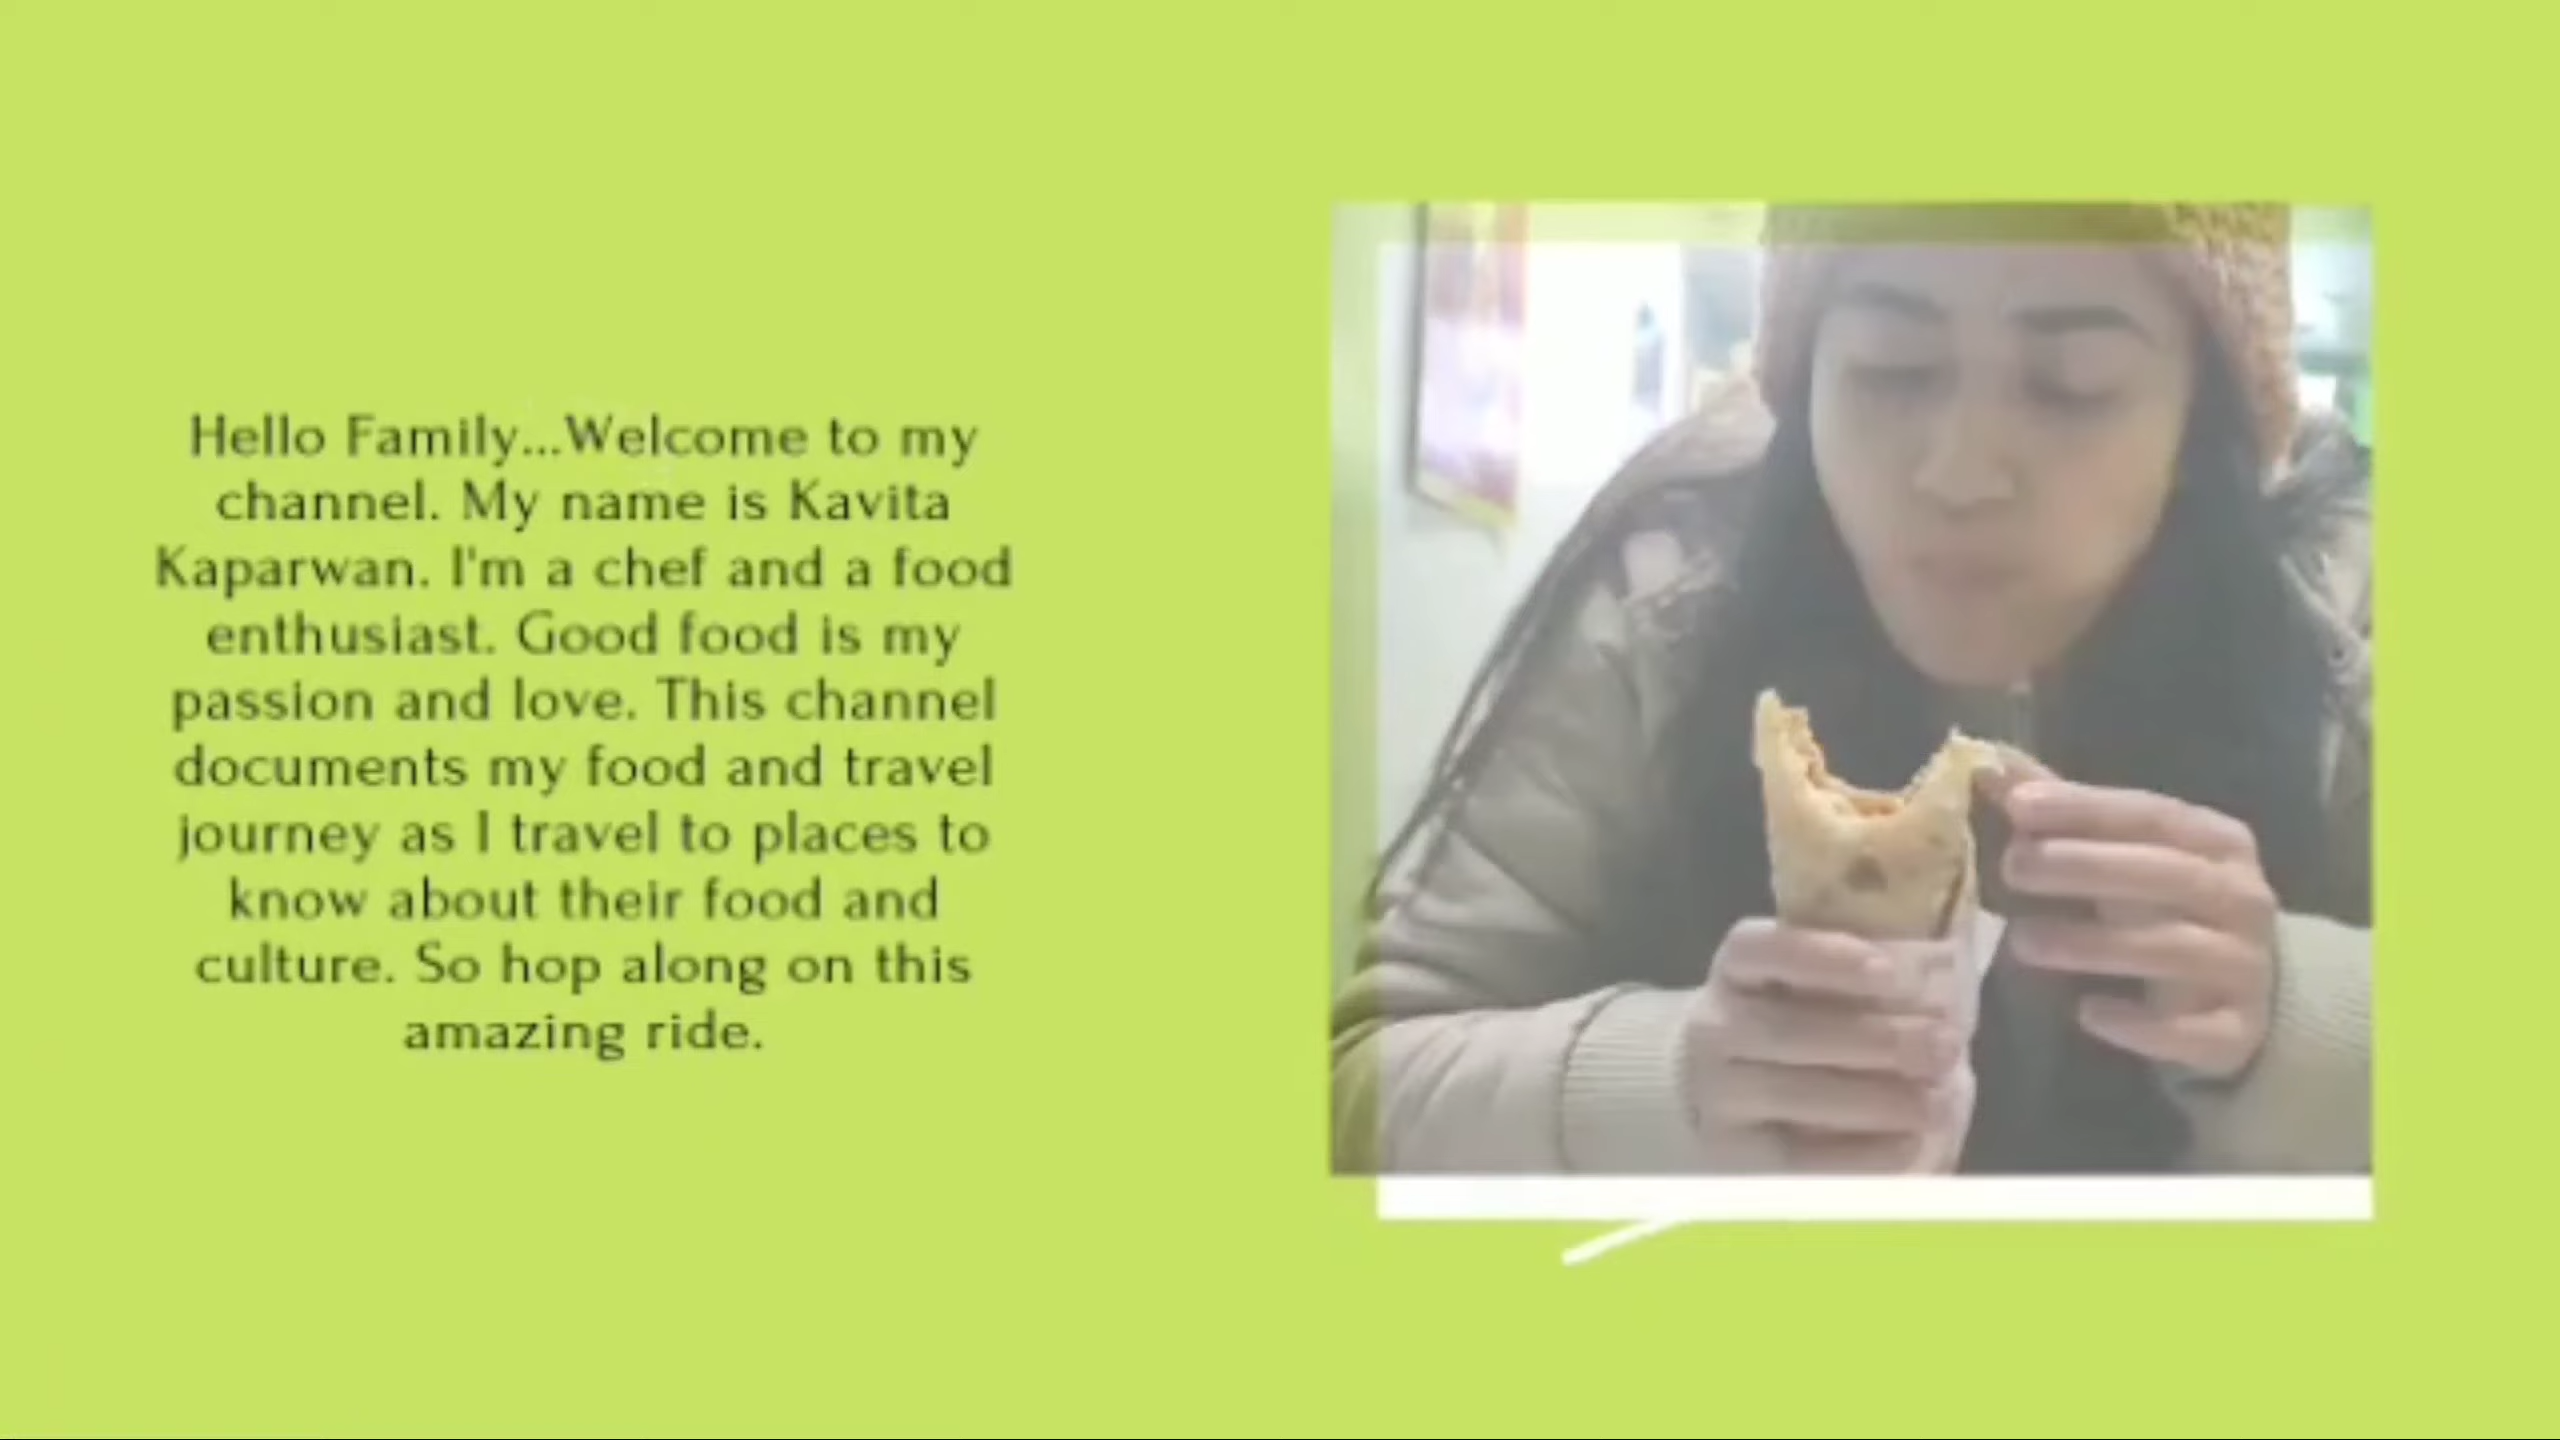 Hello Family...Welcome to my
channel. My name is Kavita
Kaparwan. I'm a chef and a food
enthusiast. Good food is my
passion and love. This channel
documents my food and travel
journey as I travel to places to
know about their food and
culture. So hop along on this
amazing ride.